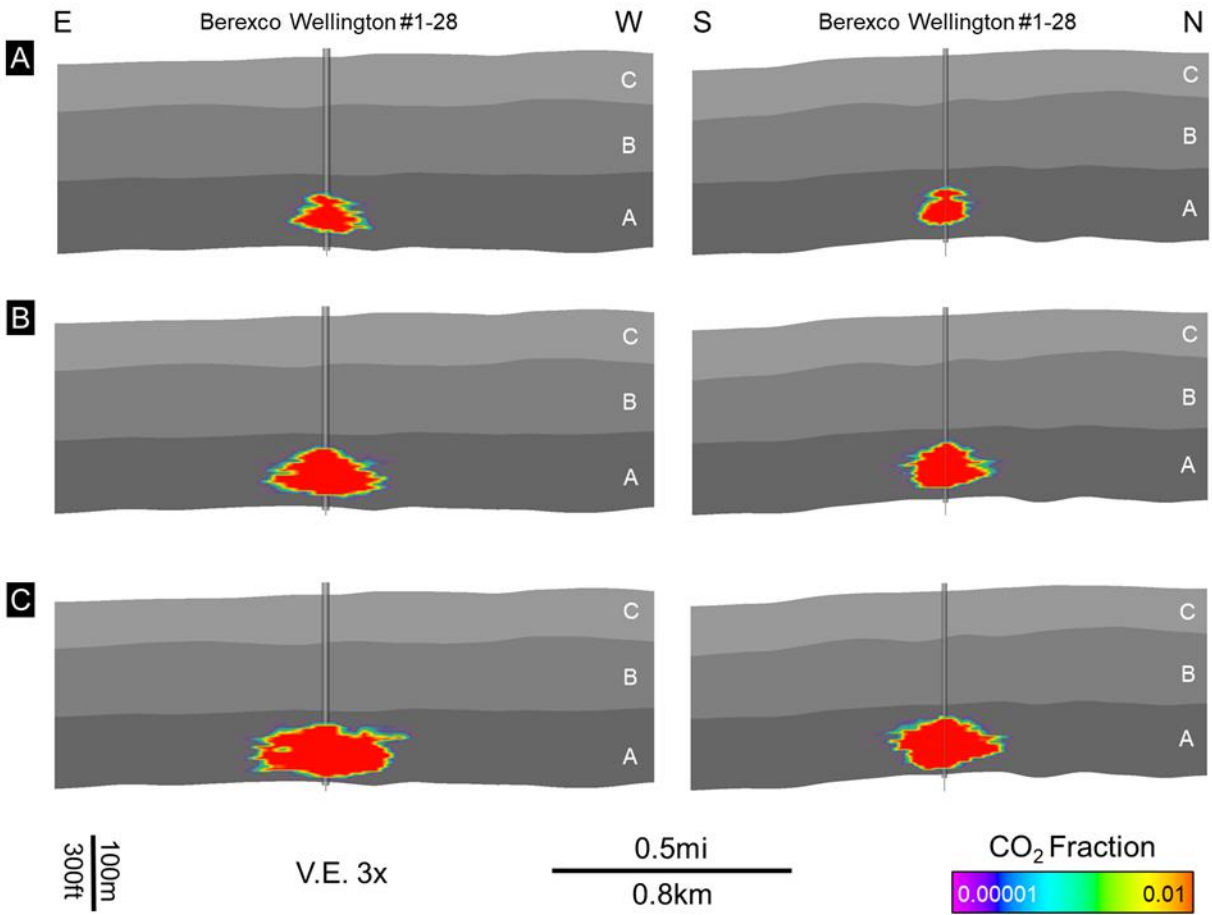 E Berexco Wellington #1-28 W
S Berexco Wellington #1-28 N
A
C
B
A
C
B
A
B
C
B
A
C
B
A
C
C
B
A
C
B
A
100m
300ft
V.E. 3x
0.5mi
0.8km
CO₂ Fraction
0.00001 0.01